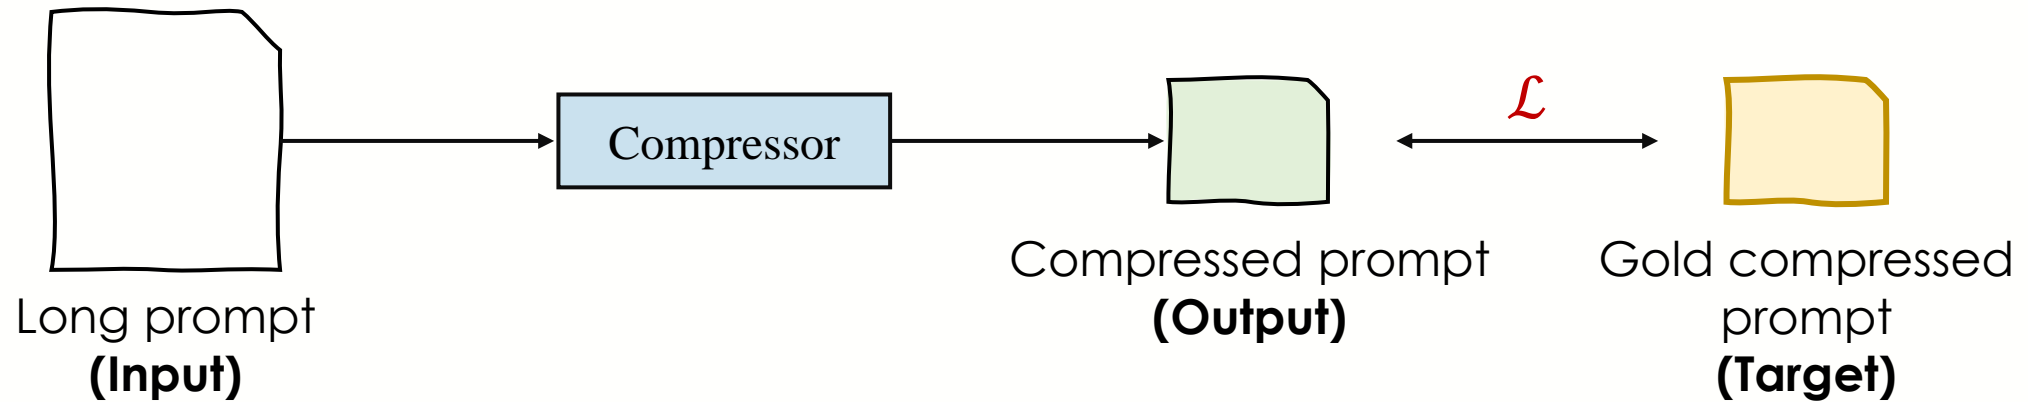 Long prompt
(Input)
Compressor
Compressed prompt
(Output)
ℒ
Gold compressed
prompt
(Target)